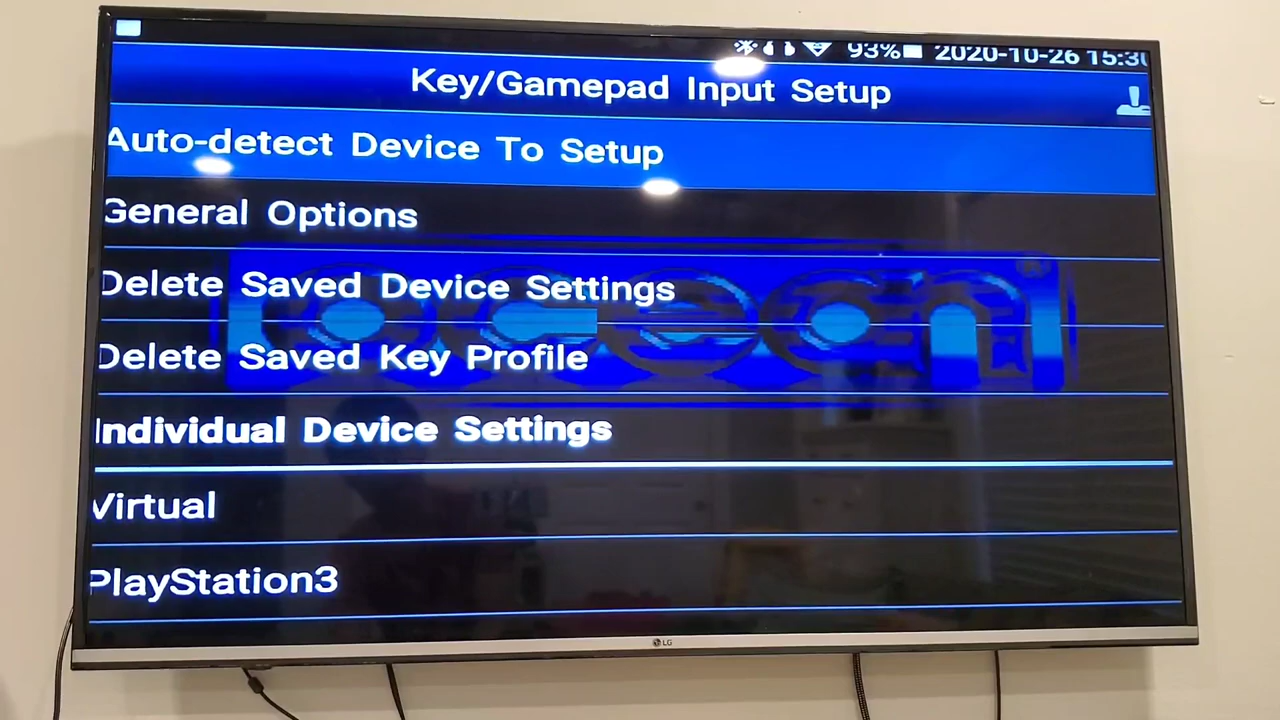 93% 2020-10-26 15:30
Key/Gamepad Input Setup
Auto-detect Device To Setup
General Options
Delete Saved Device Settings
Delete Saved Key Profile
Individual Device Settings
Virtual
PlayStation3
LG